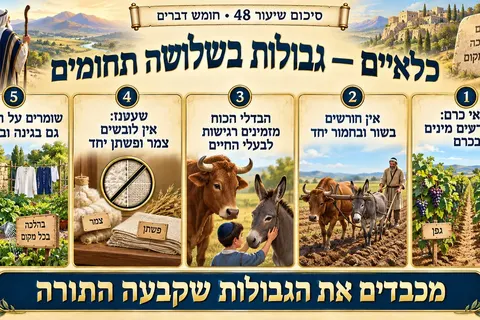 סיכום שיעור 48 • חומש דברים
כלאיים – גבולות בשלושה תחומים
1
אי כרם:
מינים
בכרם
גפן
2
אין חורשים
בשור ובחמור יחד
3
הבדלי הכוח
מזמינים רגישות
לבעלי החיים
4
שעטנז:
אין לובשים
צמר ופשתן יחד
צמר
פשתן
5
שומרים על
גם בגינה
בהלכה
בכל מקום
מכבדים את הגבולות שקבעה התורה